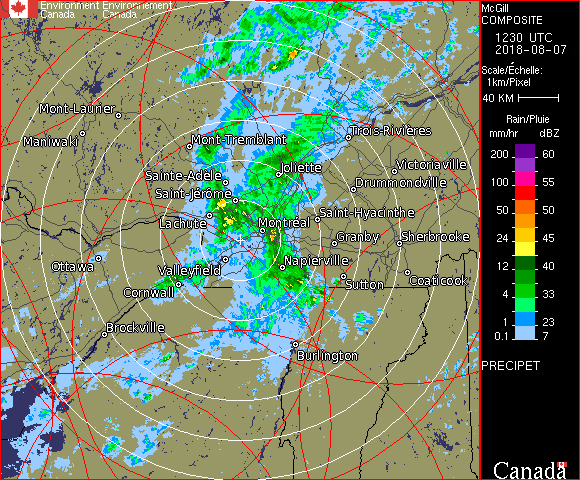 Environment Environnement
Canada Canada
McGill
COMPOSITE
1230 UTC
2018-08-07
Scale/Échelle:
1km/Pixel
40 KM
Rain/Pluie
mm/hr dBZ
200 60
100 55
50 50
24 45
12 40
4 33
1 23
0.1 7
PRECIPET
Canada
Mont-Laurier
Maniwaki
Mont-Tremblant
Trois-Rivières
Joliette
Victoriaville
Sainte-Adèle
Drummondville
Saint-Jérôme
Saint-Hyacinthe
Lachute
Montréal
Granby
Sherbrooke
Ottawa
Valleyfield
Napierville
Cornwall
Sutton
Coaticook
Brockville
Burlington